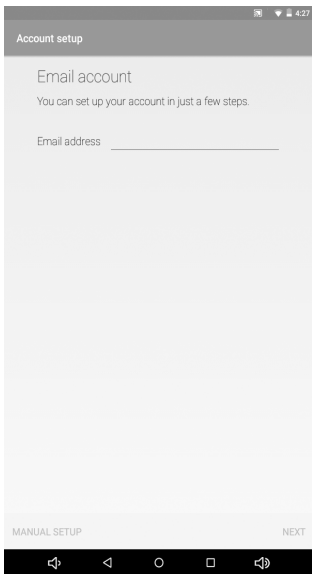 4:27
Account setup
Email account
You can set up your account in just a few steps.
Email address
MANUAL SETUP NEXT